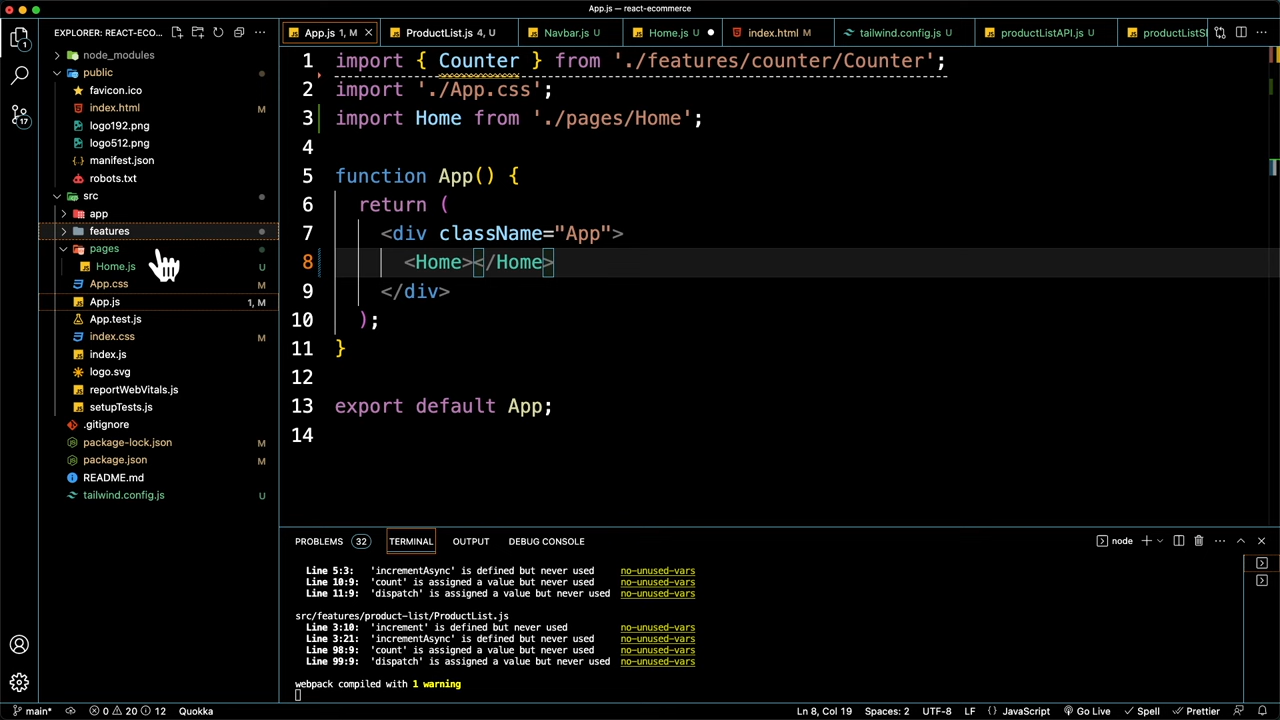 App.js — react-ecommerce
EXPLORER: REACT-ECO...
App.js 1, M
ProductList.js 4, U
Navbar.js U
Home.js U
index.html M
tailwind.config.js U
productListAPI.js U
productListSl
node_modules
public
favicon.ico
index.html M
logo192.png
logo512.png
manifest.json
robots.txt
src
app
features
pages
Home.js U
App.css M
App.js 1, M
App.test.js
index.css M
index.js
logo.svg
reportWebVitals.js
setupTests.js
.gitignore
package-lock.json M
package.json M
README.md
tailwind.config.js U
1 import { Counter } from './features/counter/Counter';
2 import './App.css';
3 import Home from './pages/Home';
4
5 function App() {
6 return (
7 <div className="App">
8 <Home></Home>
9 </div>
10 );
11 }
12
13 export default App;
14
PROBLEMS 32 TERMINAL OUTPUT DEBUG CONSOLE node
Line 5:3: 'incrementAsync' is defined but never used no-unused-vars
Line 10:9: 'count' is assigned a value but never used no-unused-vars
Line 11:9: 'dispatch' is assigned a value but never used no-unused-vars
src/features/product-list/ProductList.js
Line 3:10: 'increment' is defined but never used no-unused-vars
Line 3:21: 'incrementAsync' is defined but never used no-unused-vars
Line 98:9: 'count' is assigned a value but never used no-unused-vars
Line 99:9: 'dispatch' is assigned a value but never used no-unused-vars
webpack compiled with 1 warning
1
17
main* 0 20 12 Quokka Ln 8, Col 19 Spaces: 2 UTF-8 LF {} JavaScript Go Live Spell Prettier